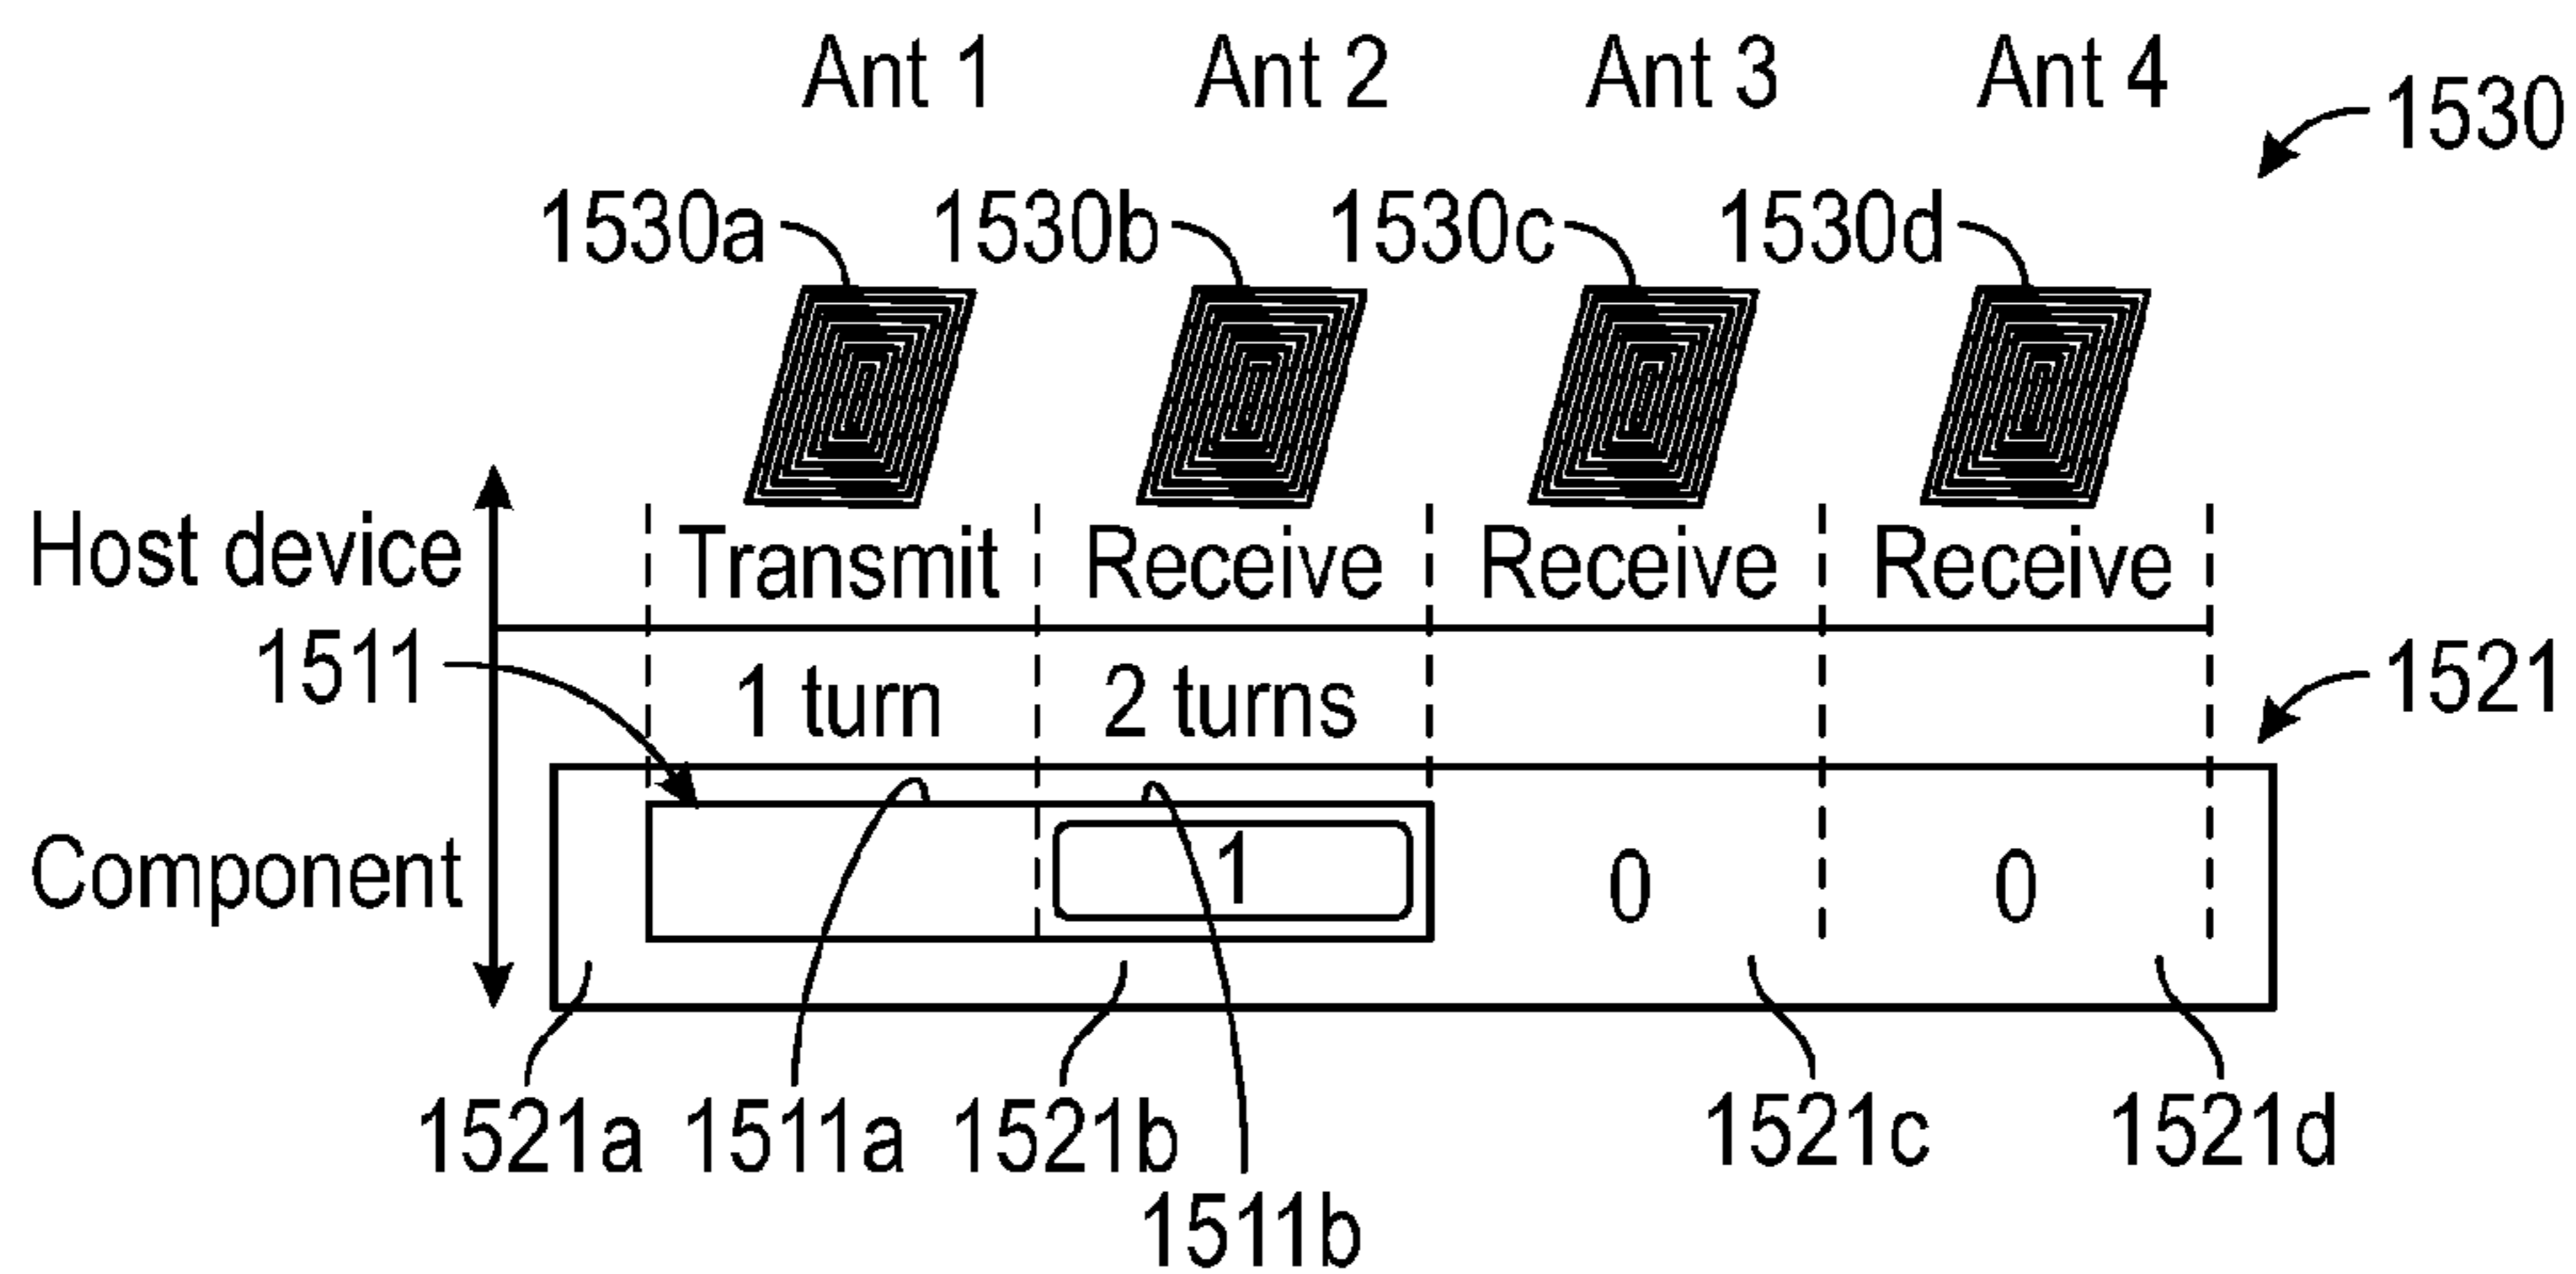 Ant 1 Ant 2 Ant 3 Ant 4
1530
1530a 1530b 1530c 1530d
Host device Transmit Receive Receive Receive
1511 1 turn 2 turns 1521
Component 1 0 0
1521a 1511a 1521b 1521c 1521d
1511b